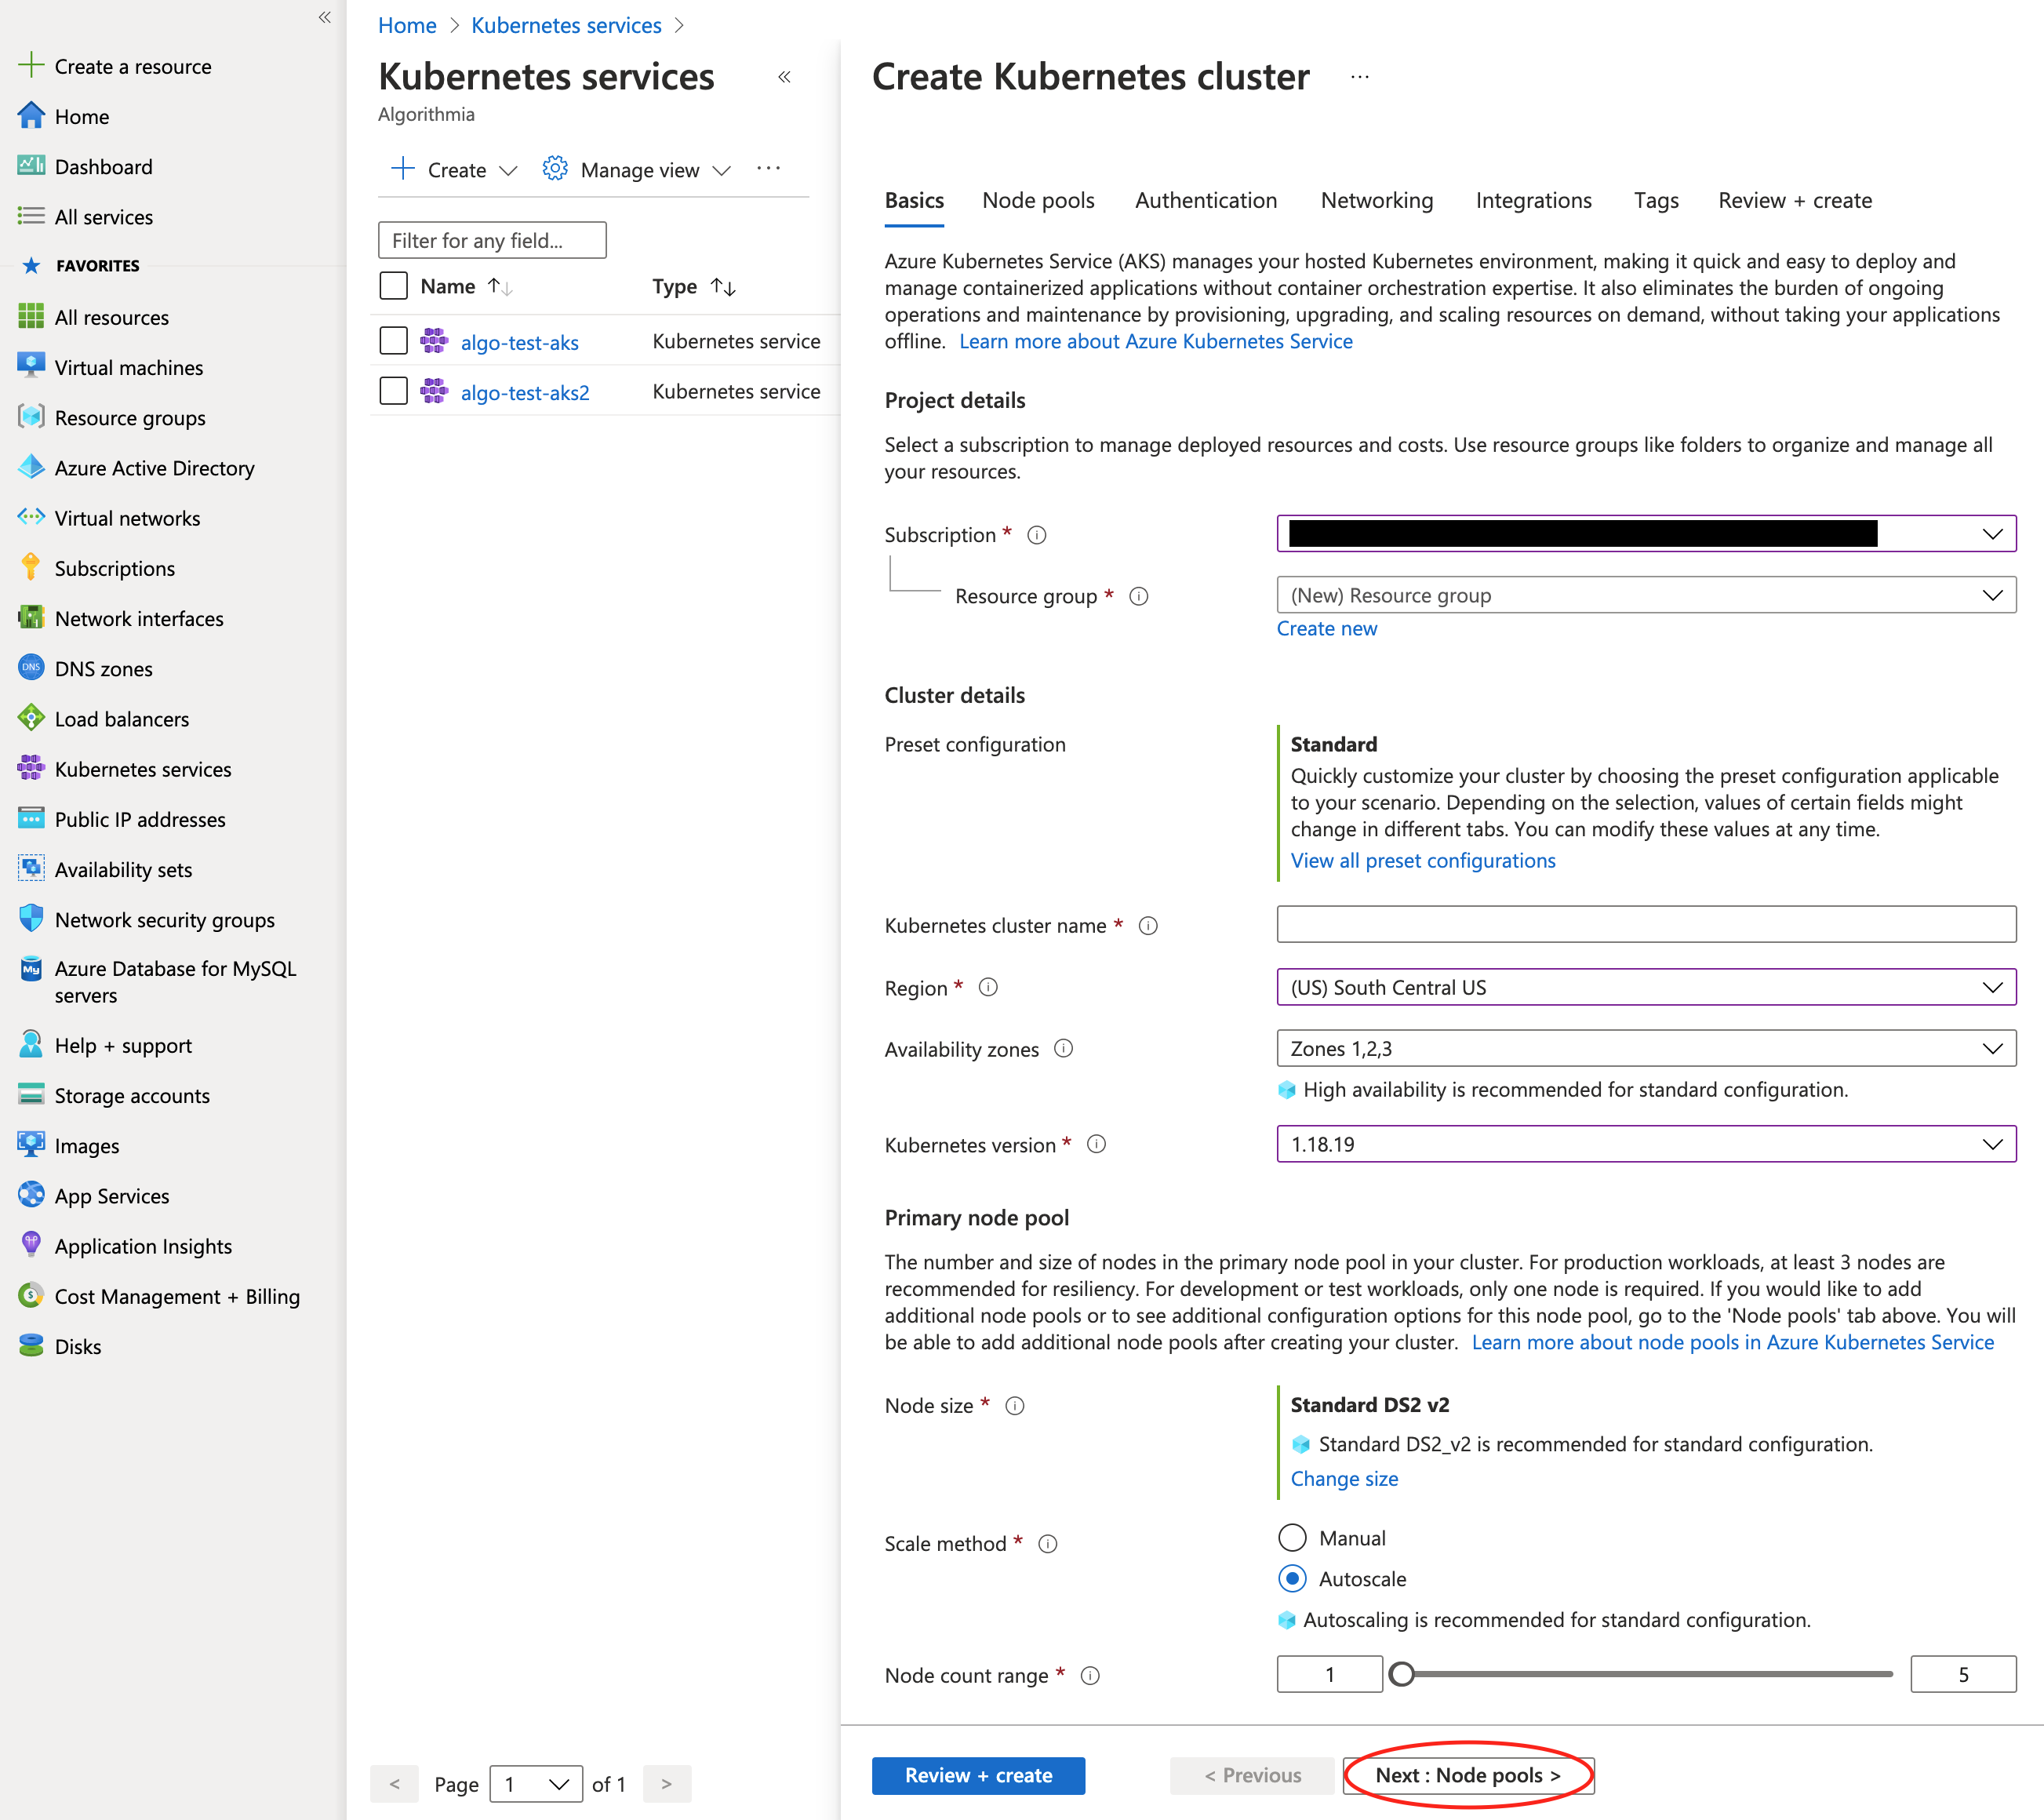 Create a resource
Home
Dashboard
All services
FAVORITES
All resources
Virtual machines
Resource groups
Azure Active Directory
Virtual networks
Subscriptions
Network interfaces
DNS
DNS zones
Load balancers
Kubernetes services
Public IP addresses
Availability sets
Network security groups
My
Azure Database for MySQL
servers
Help + support
Storage accounts
Images
App Services
Application Insights
$
Cost Management + Billing
Disks
Home > Kubernetes services >
Kubernetes services
Algorithmia
Create
Manage view
...
Filter for any field...
Name ↑↓ Type ↑↓
algo-test-aks Kubernetes service
algo-test-aks2 Kubernetes service
< Page 1 of 1 >
Create Kubernetes cluster ...
Basics Node pools Authentication Networking Integrations Tags Review + create
Azure Kubernetes Service (AKS) manages your hosted Kubernetes environment, making it quick and easy to deploy and
manage containerized applications without container orchestration expertise. It also eliminates the burden of ongoing
operations and maintenance by provisioning, upgrading, and scaling resources on demand, without taking your applications
offline. Learn more about Azure Kubernetes Service
Project details
Select a subscription to manage deployed resources and costs. Use resource groups like folders to organize and manage all
your resources.
Subscription *
Resource group * (New) Resource group
Create new
Cluster details
Preset configuration
Standard
Quickly customize your cluster by choosing the preset configuration applicable
to your scenario. Depending on the selection, values of certain fields might
change in different tabs. You can modify these values at any time.
View all preset configurations
Kubernetes cluster name *
Region * (US) South Central US
Availability zones Zones 1,2,3
High availability is recommended for standard configuration.
Kubernetes version * 1.18.19
Primary node pool
The number and size of nodes in the primary node pool in your cluster. For production workloads, at least 3 nodes are
recommended for resiliency. For development or test workloads, only one node is required. If you would like to add
additional node pools or to see additional configuration options for this node pool, go to the 'Node pools' tab above. You will
be able to add additional node pools after creating your cluster. Learn more about node pools in Azure Kubernetes Service
Node size * Standard DS2 v2
Standard DS2_v2 is recommended for standard configuration.
Change size
Scale method * Manual
Autoscale
Autoscaling is recommended for standard configuration.
Node count range * 1 5
Review + create < Previous Next : Node pools >